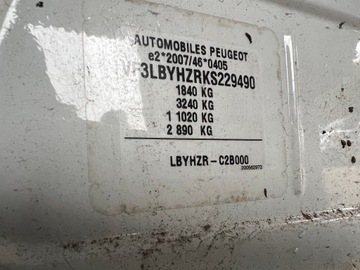 AUTOMOBILES PEUGEOT
e2*2007/46*0405
VF3LBYHZRKS229490
1840 KG
3240 KG
1 1020 KG
2 890 KG
LBYHZR-C2B000